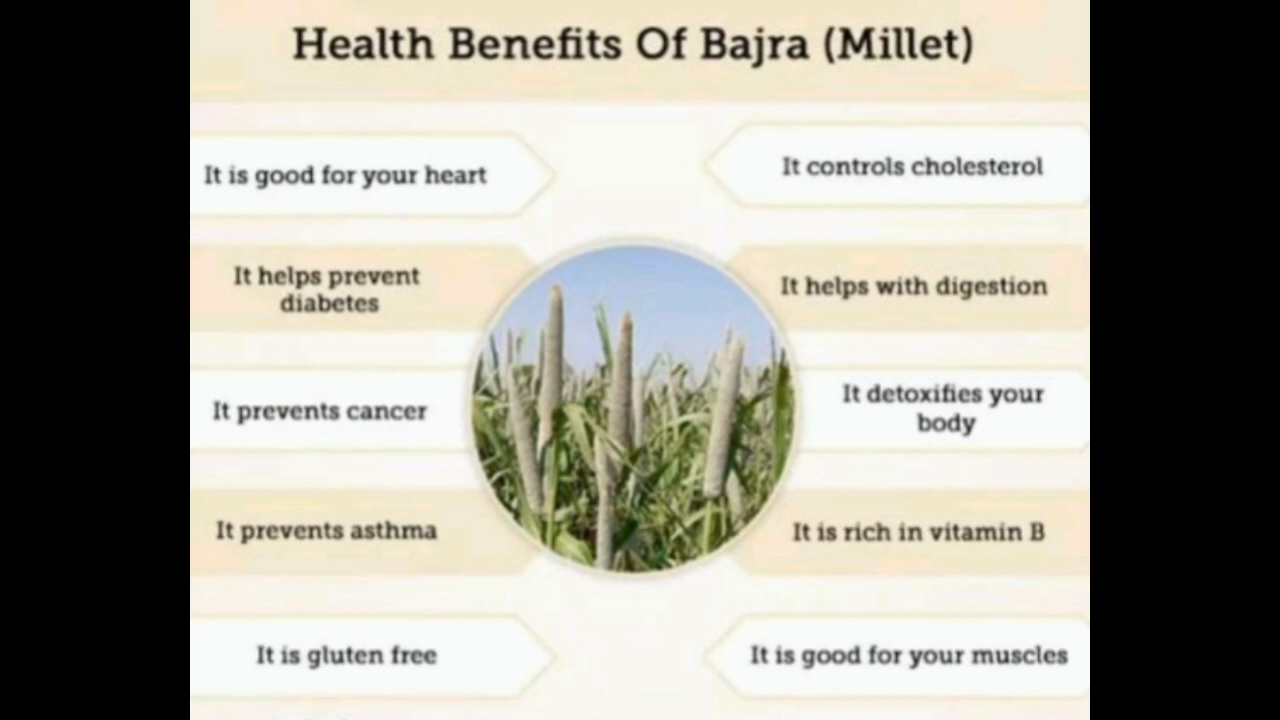 Health Benefits Of Bajra (Millet)
It is good for your heart
It controls cholesterol
It helps prevent
diabetes
It helps with digestion
It prevents cancer
It detoxifies your
body
It prevents asthma
It is rich in vitamin B
It is gluten free
It is good for your muscles